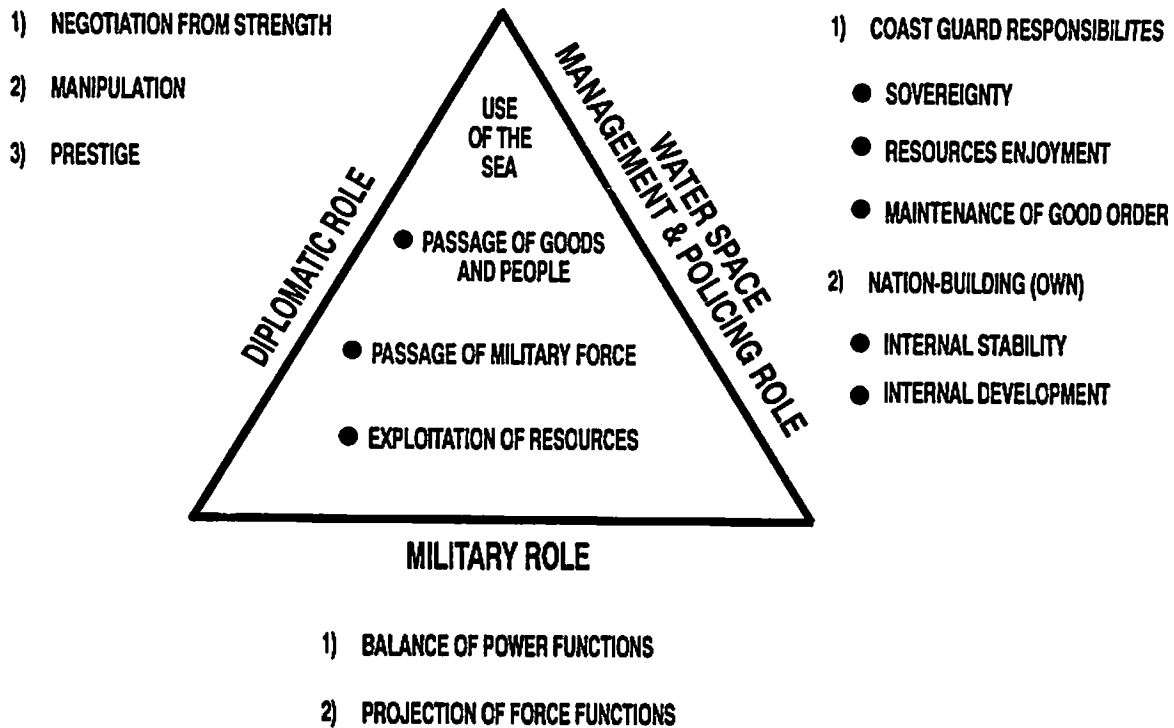 1) NEGOTIATION FROM STRENGTH
2) MANIPULATION
3) PRESTIGE
DIPLOMATIC ROLE
USE
OF THE
SEA
● PASSAGE OF GOODS
AND PEOPLE
● PASSAGE OF MILITARY FORCE
● EXPLOITATION OF RESOURCES
WATER SPACE
MANAGEMENT & POLICING ROLE
1) COAST GUARD RESPONSIBILITES
● SOVEREIGNTY
● RESOURCES ENJOYMENT
● MAINTENANCE OF GOOD ORDER
2) NATION-BUILDING (OWN)
● INTERNAL STABILITY
● INTERNAL DEVELOPMENT
MILITARY ROLE
1) BALANCE OF POWER FUNCTIONS
2) PROJECTION OF FORCE FUNCTIONS